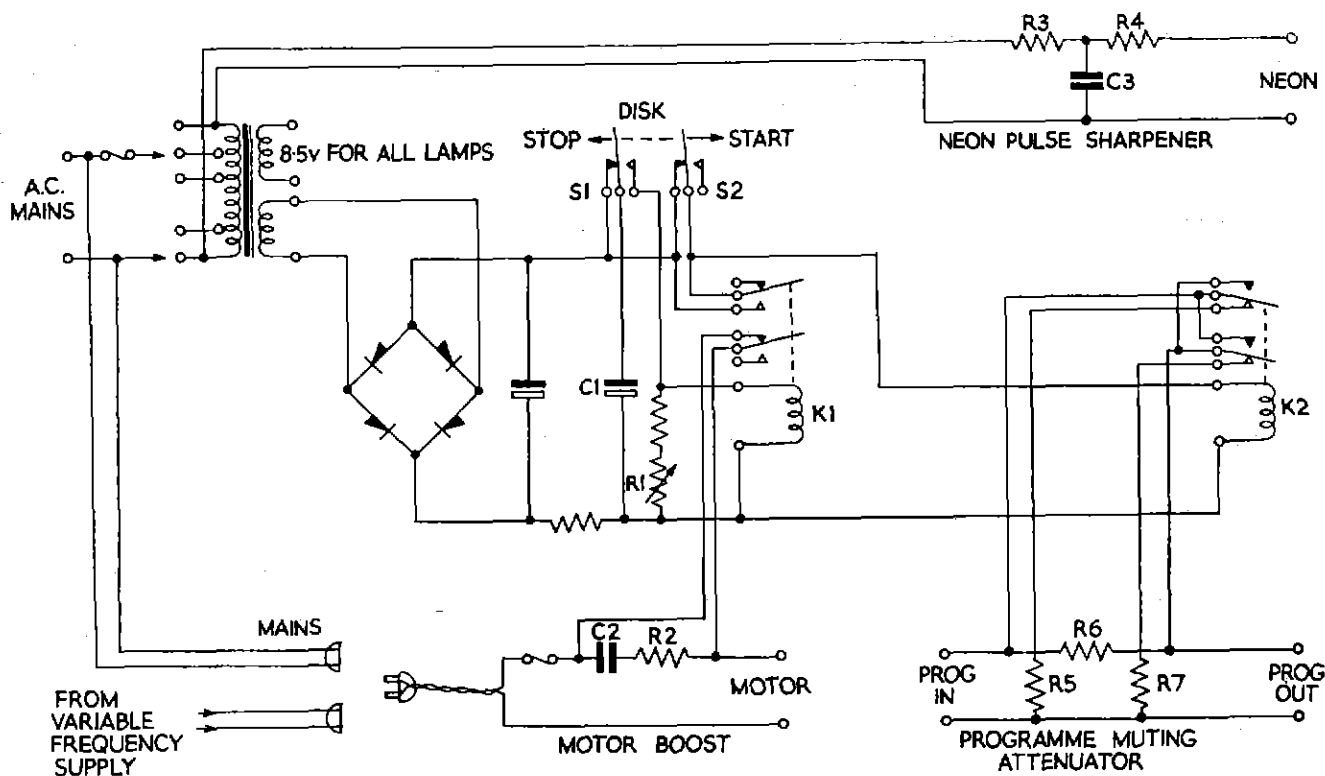 R3
R4
C3
NEON
NEON PULSE SHARPENER
DISK
STOP
START
8·5v FOR ALL LAMPS
S1
S2
A.C.
MAINS
C1
R1
K1
K2
MAINS
C2
R2
MOTOR
MOTOR BOOST
FROM
VARIABLE
FREQUENCY
SUPPLY
R6
PROG
IN
R5
R7
PROG
OUT
PROGRAMME MUTING
ATTENUATOR